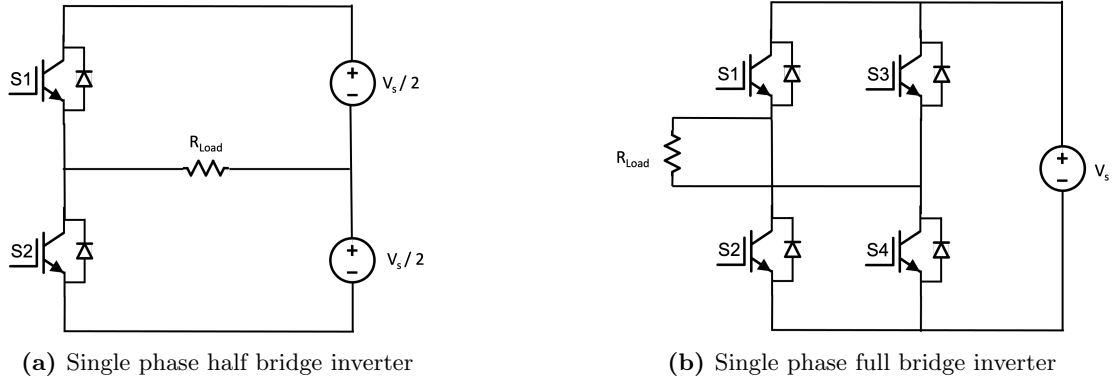 S1
V_s / 2
R_Load
S2
V_s / 2
(a) Single phase half bridge inverter
S1
S3
R_Load
V_s
S2
S4
(b) Single phase full bridge inverter